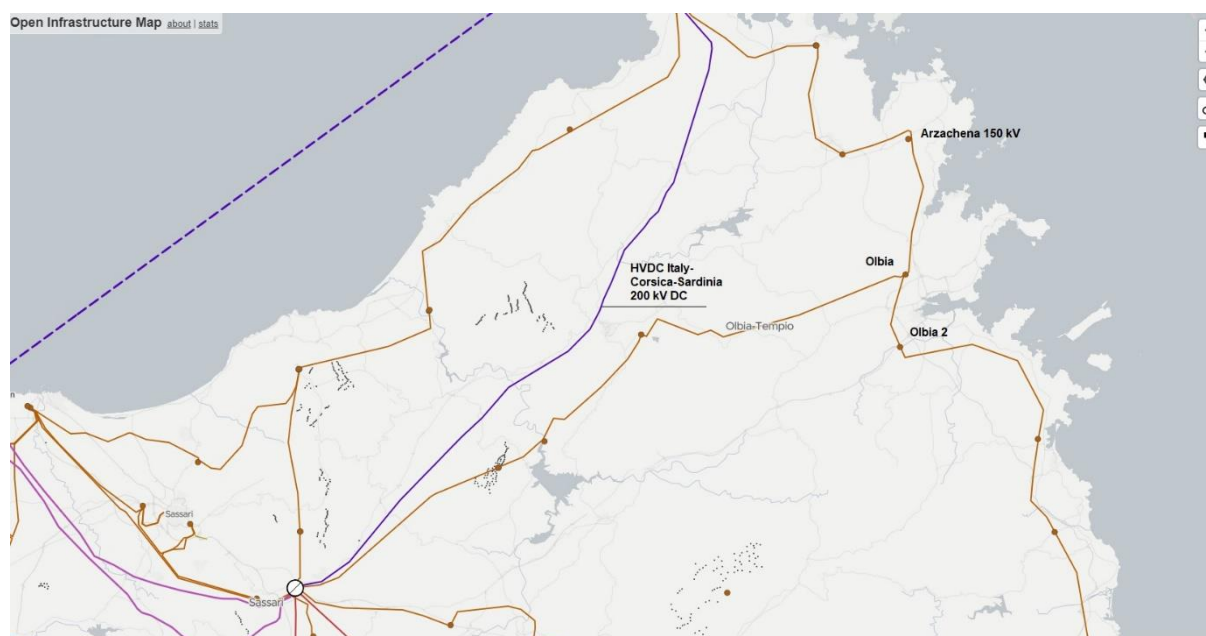 Open Infrastructure Map about | stats
Arzachena 150 kV
HVDC Italy-
Corsica-Sardinia
200 kV DC
Olbia
Olbia-Tempio
Olbia 2
Sassari
Sassari